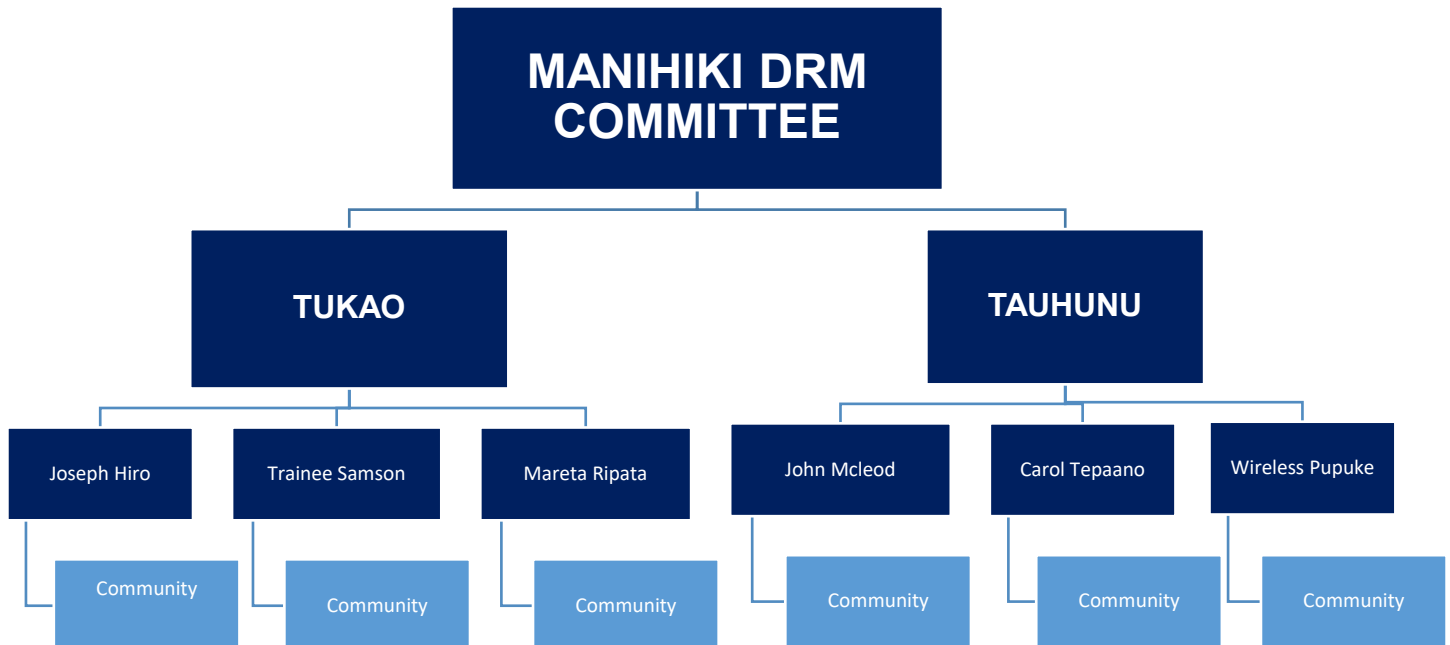 MANIHIKI DRM
COMMITTEE
TUKAO
TAUHUNU
Joseph Hiro
Trainee Samson
Mareta Ripata
John Mcleod
Carol Tepaano
Wireless Pupuke
Community
Community
Community
Community
Community
Community